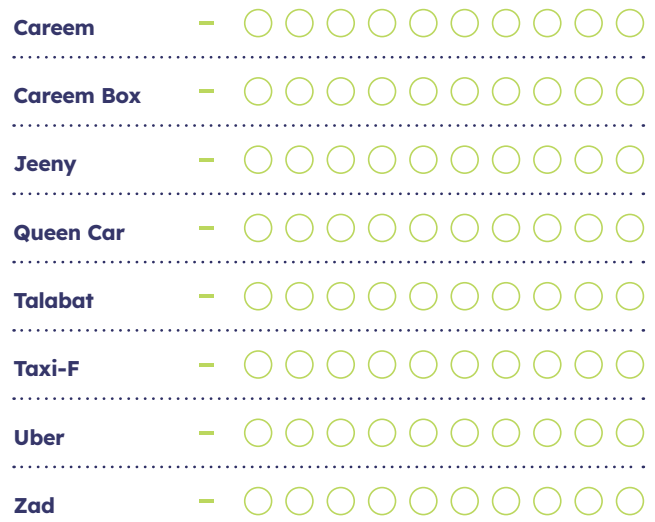 Careem -
Careem Box -
Jeeny -
Queen Car -
Talabat -
Taxi-F -
Uber -
Zad -